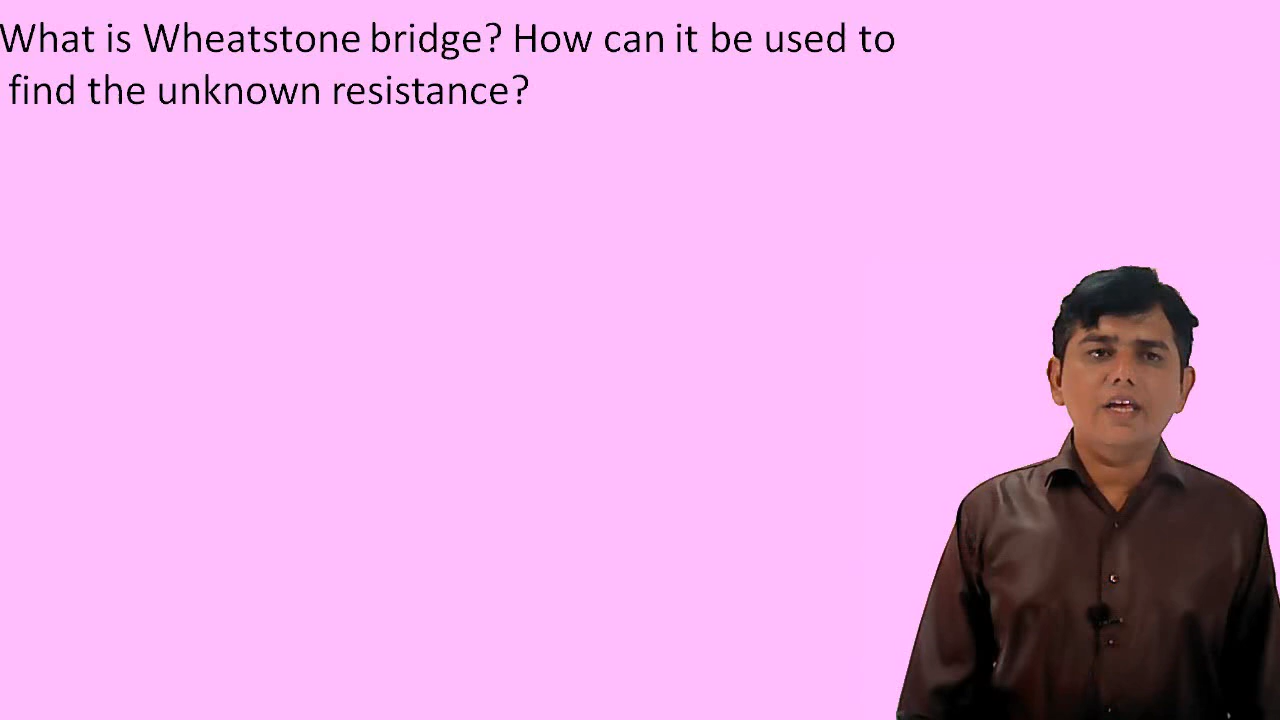 What is Wheatstone bridge? How can it be used to
find the unknown resistance?